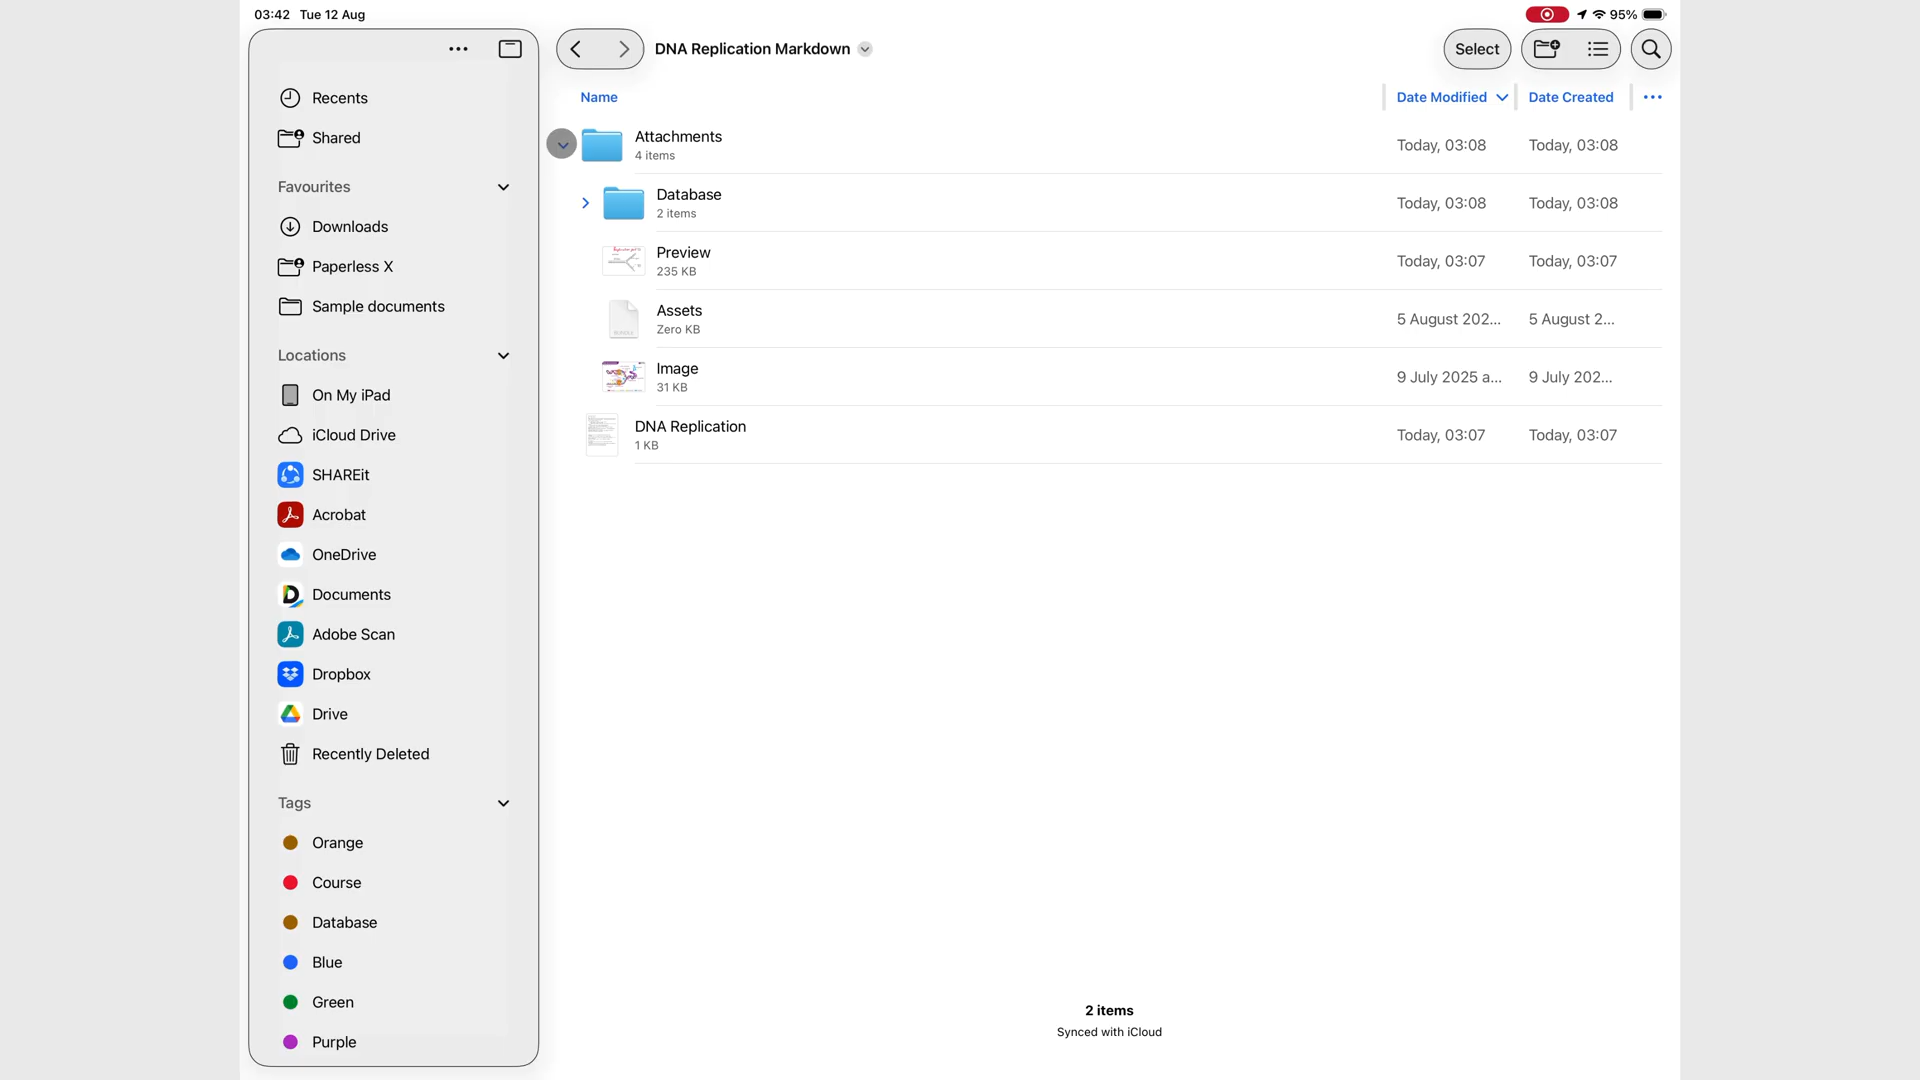 03:42 Tue 12 Aug
95%
DNA Replication Markdown
Select
Recents
Shared
Favourites
Downloads
Paperless X
Sample documents
Locations
On My iPad
iCloud Drive
SHAREit
Acrobat
OneDrive
Documents
Adobe Scan
Dropbox
Drive
Recently Deleted
Tags
Orange
Course
Database
Blue
Green
Purple
Name Date Modified Date Created
Attachments
4 items
Today, 03:08 Today, 03:08
Database
2 items
Today, 03:08 Today, 03:08
Preview
235 KB
Today, 03:07 Today, 03:07
Assets
Zero KB
5 August 202... 5 August 2...
BUNDLE
Image
31 KB
9 July 2025 a... 9 July 202...
DNA Replication
1 KB
Today, 03:07 Today, 03:07
2 items
Synced with iCloud